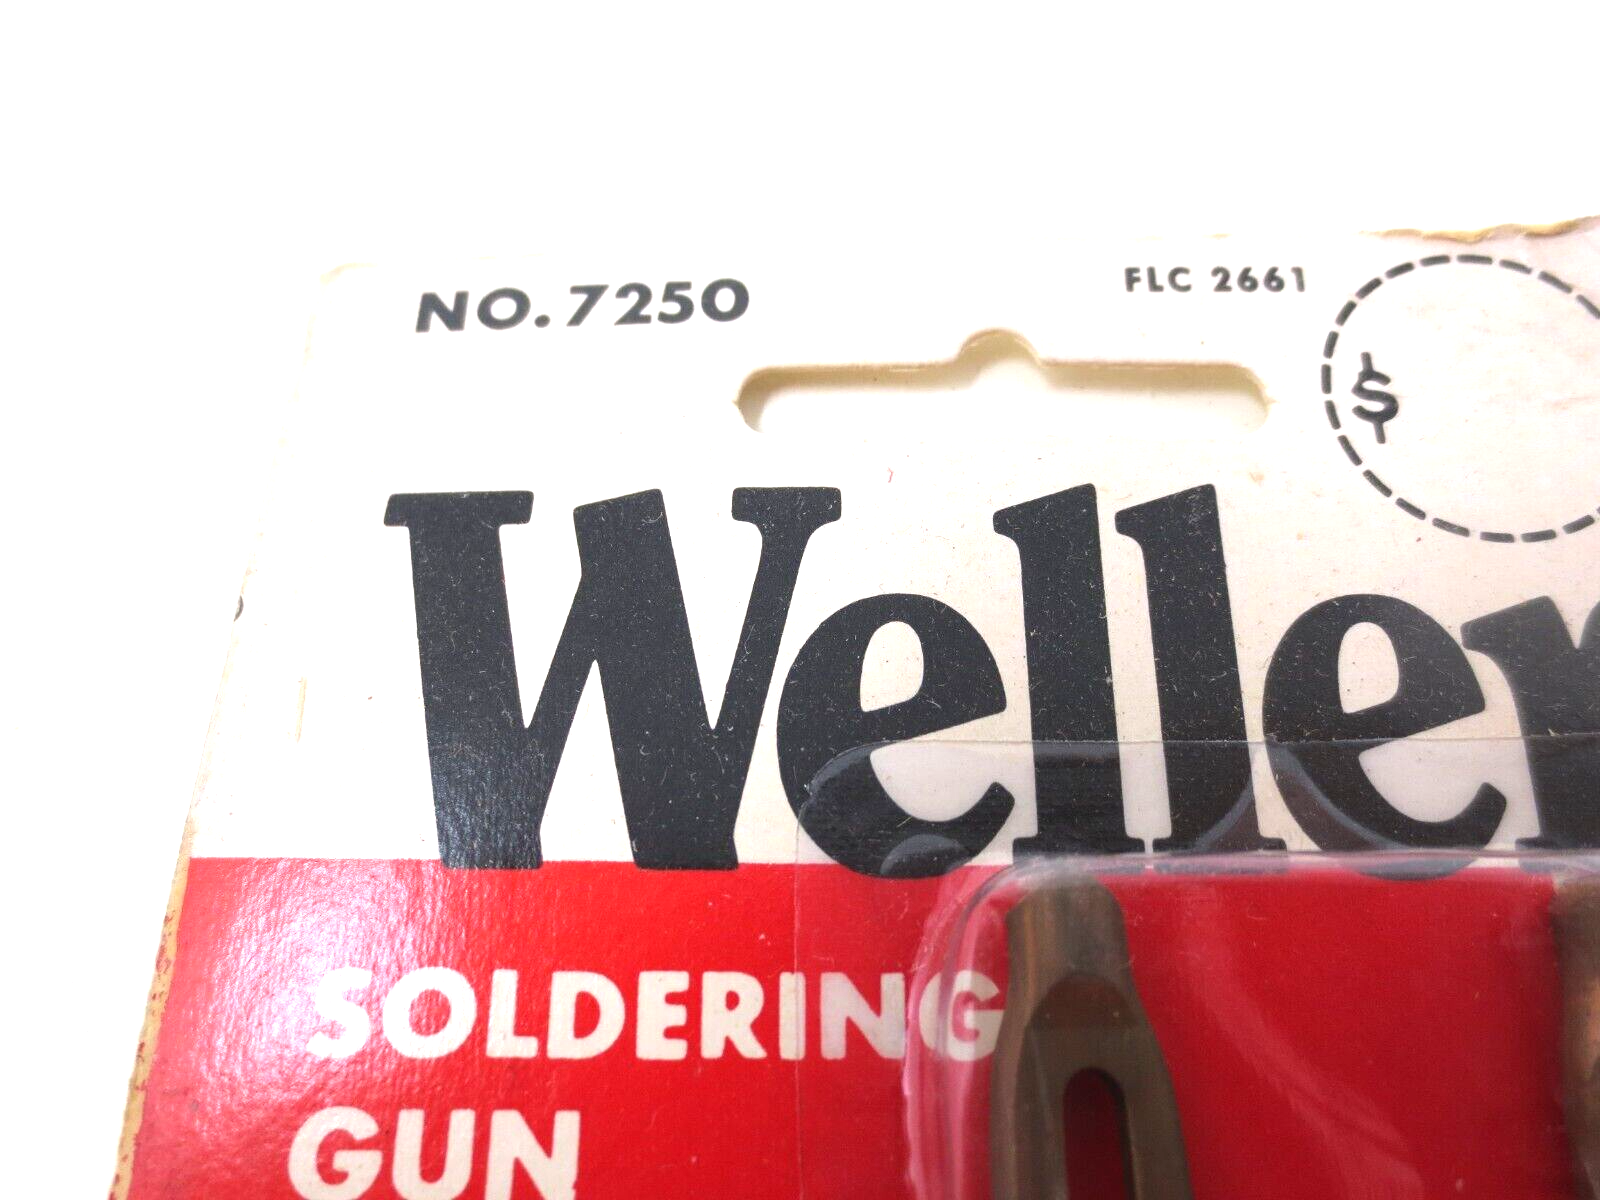 NO. 7250
FLC 2661
$
Weller
SOLDERING
GUN